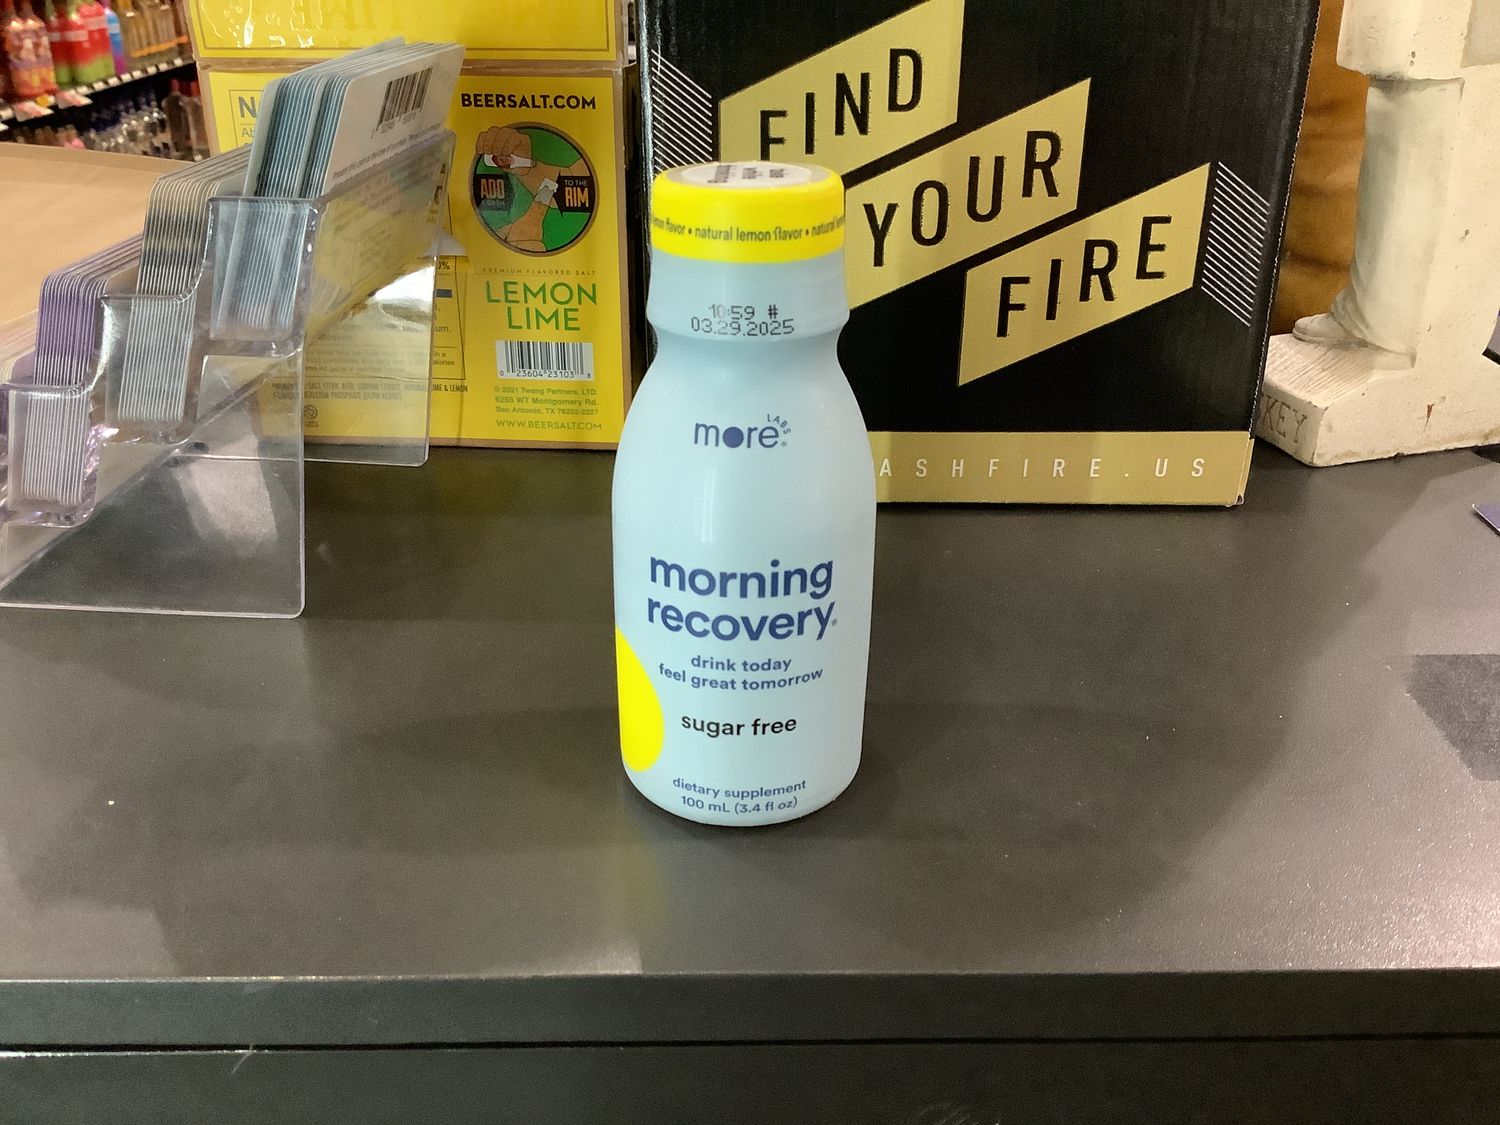 BEERSALT.COM
ADD
A DASH
TO THE
RIM
PREMIUM FLAVORED SALT
LEMON
LIME
0 23604 23103 8
© 2021 Twang Partners, LTD.
6255 WT Montgomery Rd.
San Antonio, TX 78252-2227
WWW.BEERSALT.COM
FIND
YOUR
FIRE
ASHFIRE.US
KEY
flavor • natural lemon flavor • natural
10:59 #
03.29.2025
more
LABS
morning
recovery®
drink today
feel great tomorrow
sugar free
dietary supplement
100 mL (3.4 fl oz)